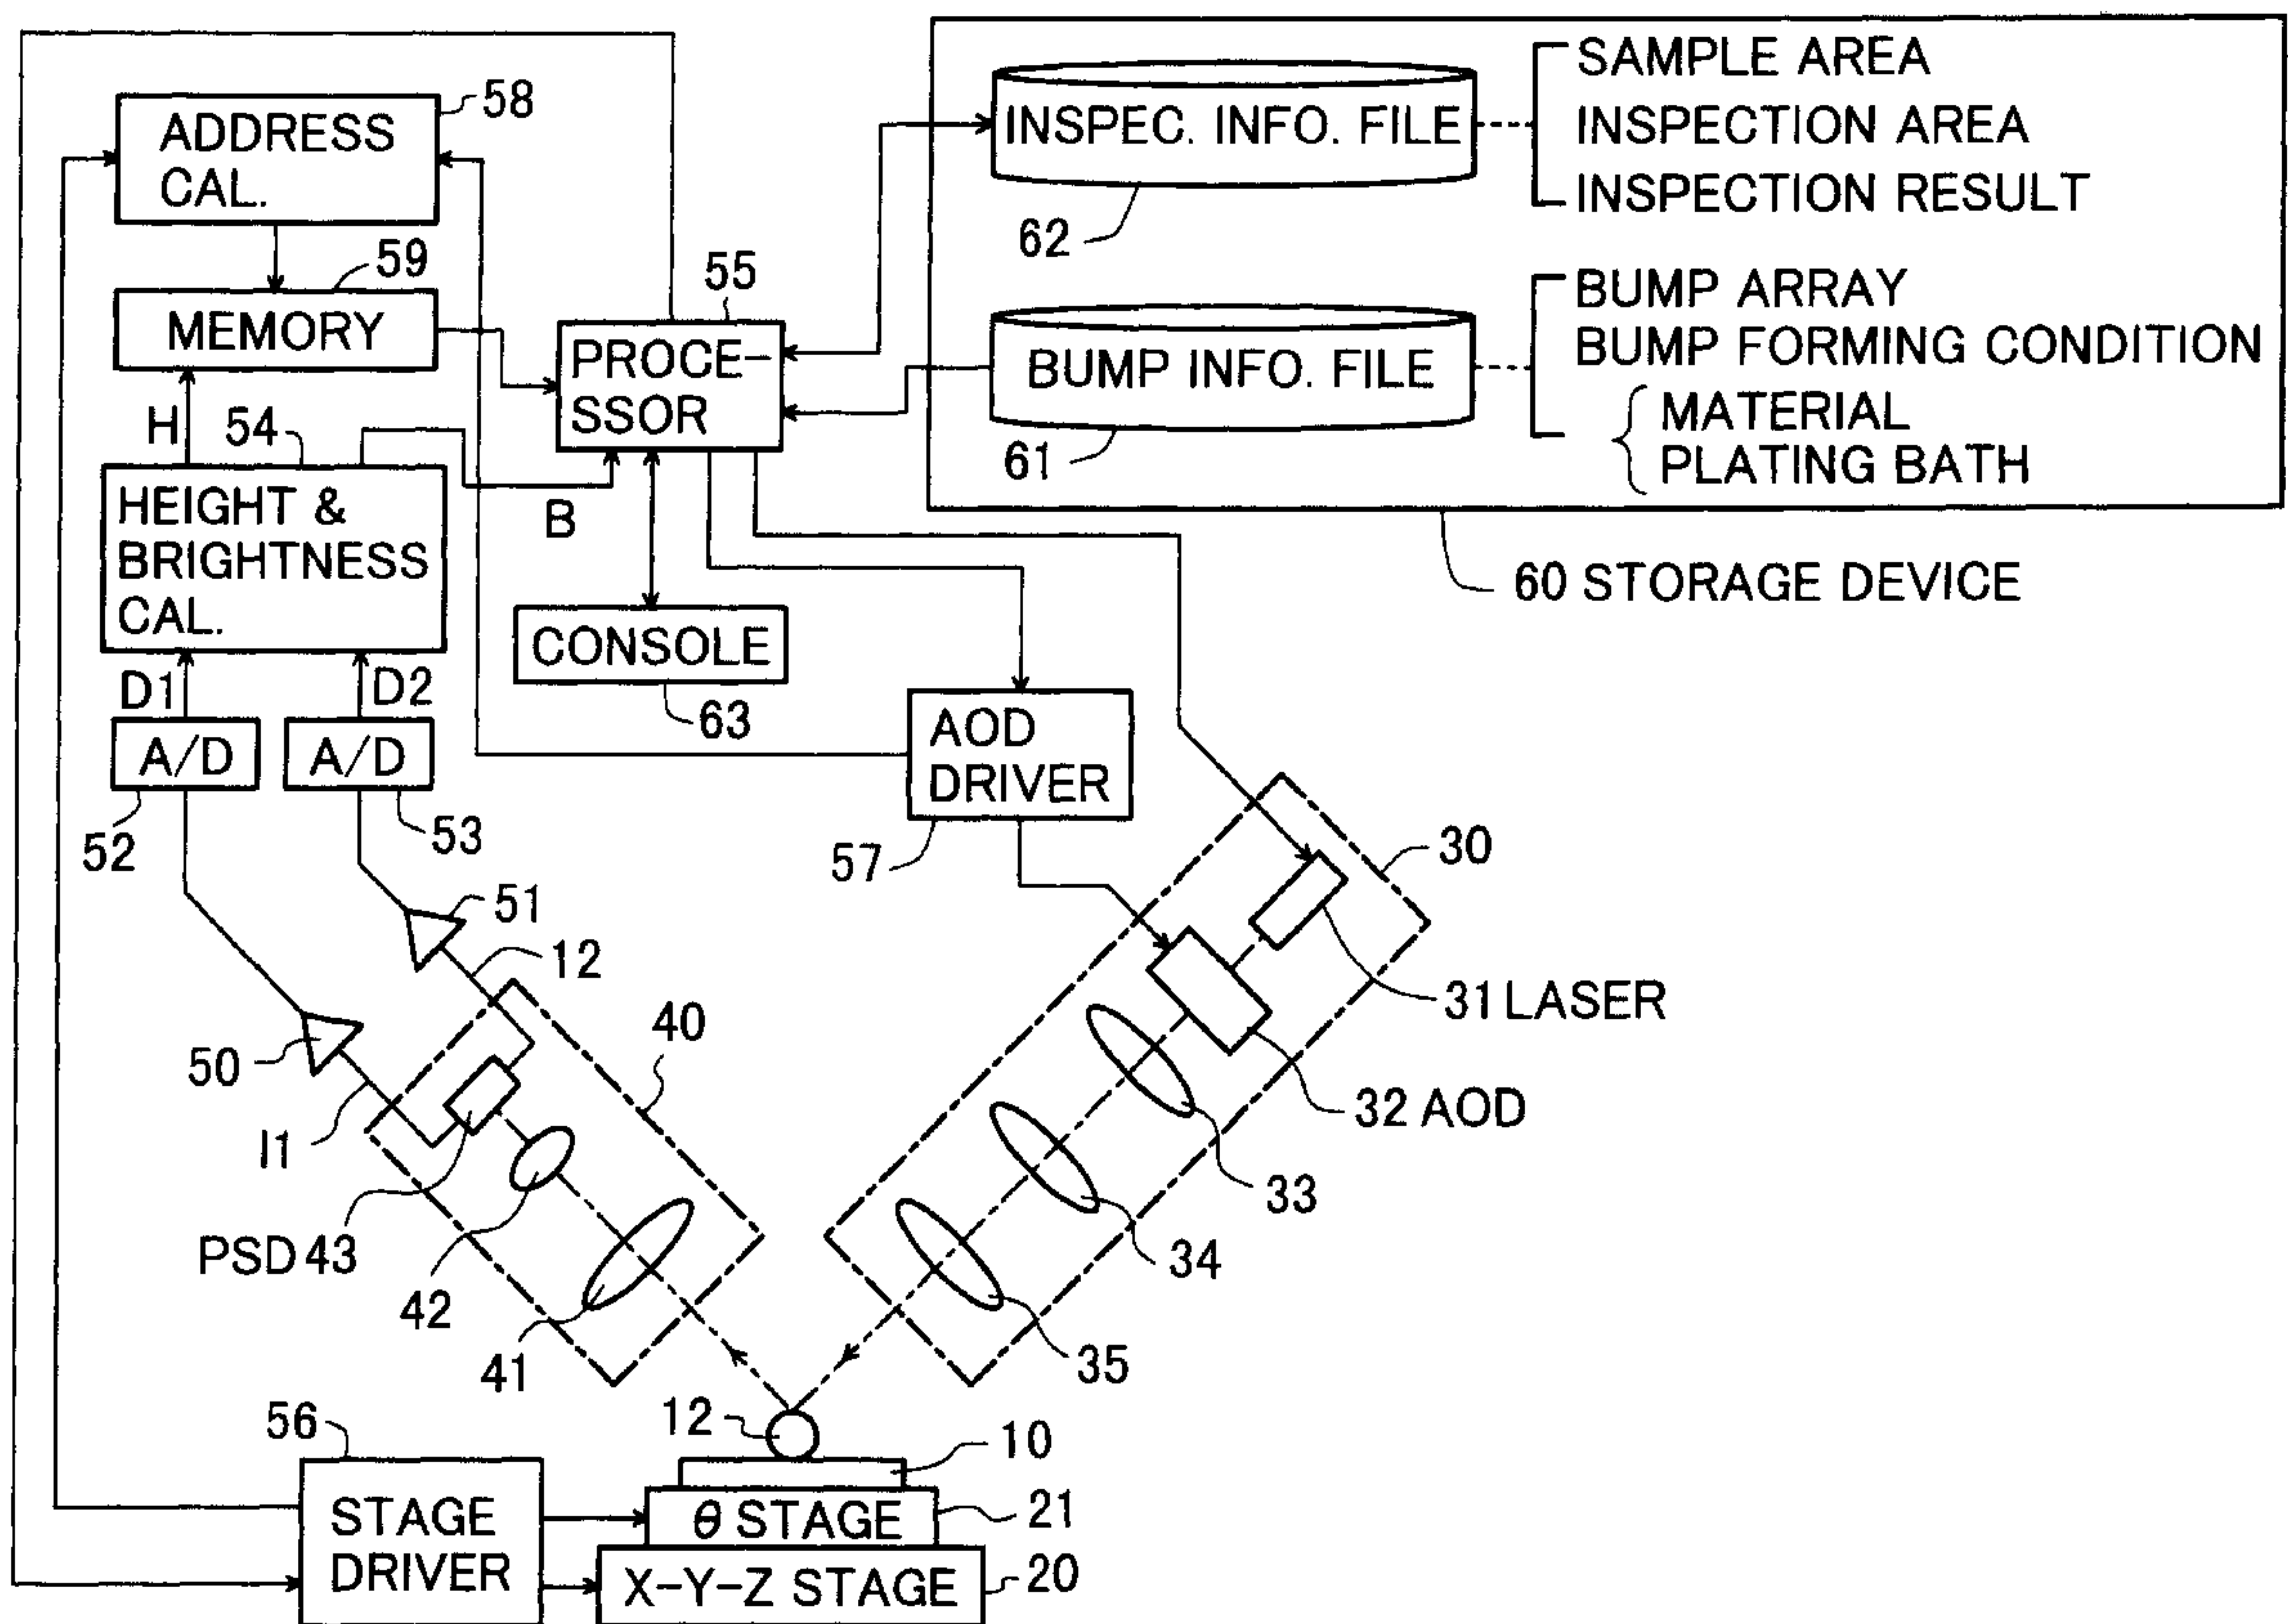 58
ADDRESS
CAL.
59
MEMORY
H
54
HEIGHT &
BRIGHTNESS
CAL.
B
D1
D2
A/D
A/D
52
53
55
PROCE-
SSOR
CONSOLE
63
INSPEC. INFO. FILE
62
SAMPLE AREA
INSPECTION AREA
INSPECTION RESULT
BUMP INFO. FILE
61
BUMP ARRAY
BUMP FORMING CONDITION
MATERIAL
PLATING BATH
60 STORAGE DEVICE
AOD
DRIVER
57
30
31 LASER
32 AOD
33
34
35
51
12
50
I1
40
PSD 43
42
41
12
10
56
STAGE
DRIVER
θ STAGE
21
X-Y-Z STAGE
20